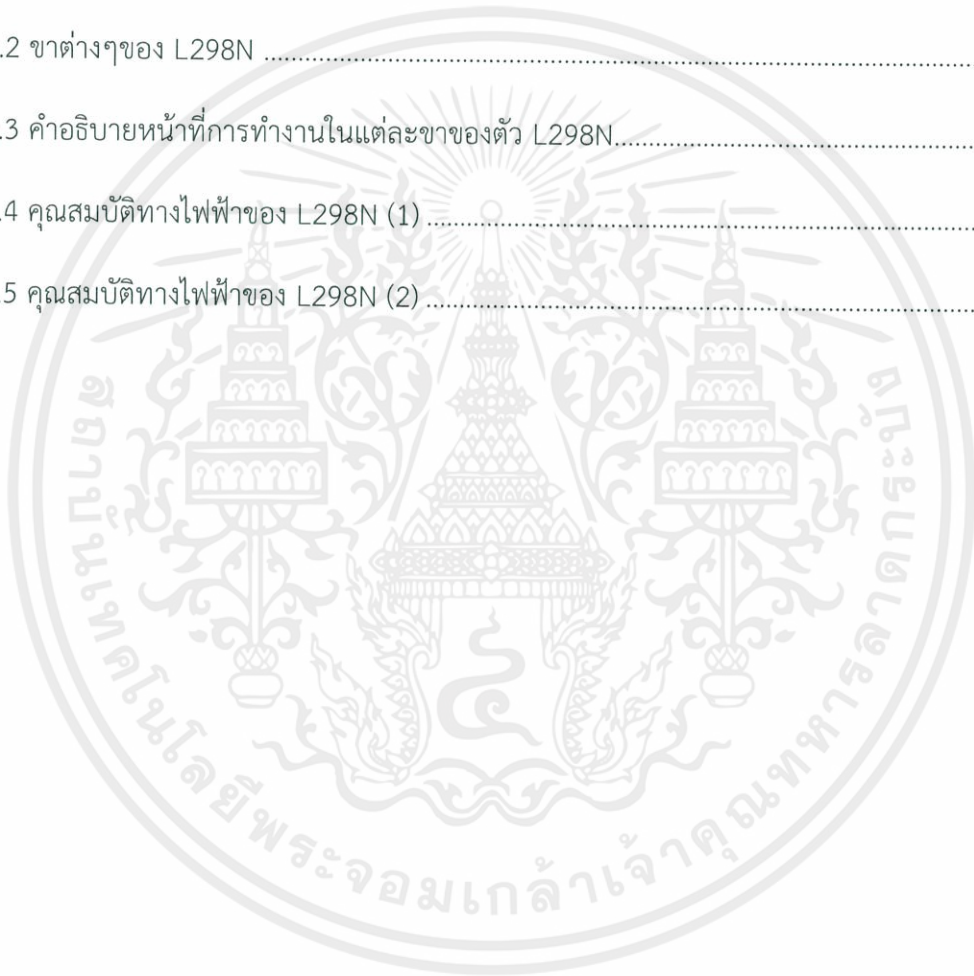 .2 ขาต่างๆของ L298N ....................
.3 คำอธิบายหน้าที่การทำงานในแต่ละขาของตัว L298N....................
.4 คุณสมบัติทางไฟฟ้าของ L298N (1) ....................
.5 คุณสมบัติทางไฟฟ้าของ L298N (2) ....................
สถาบันเทคโนโลยีพระจอมเกล้าเจ้าคุณทหารลาดกระบัง